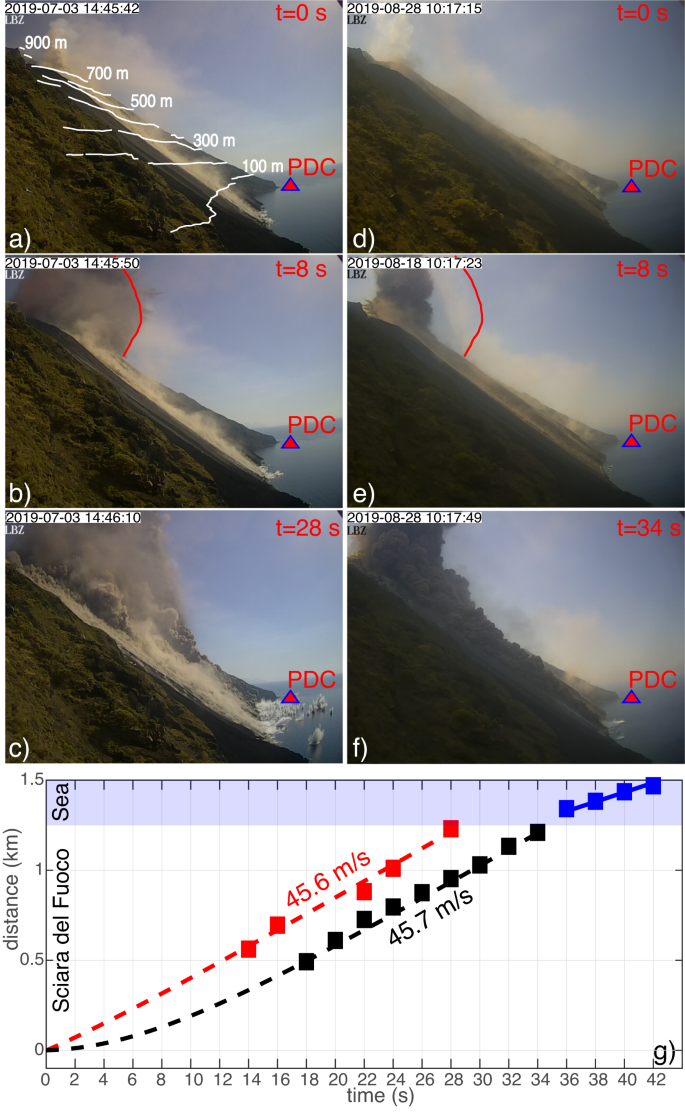 2019-07-03 14:45:42
LBZ
t=0 s
900 m
700 m
500 m
300 m
100 m
PDC
a)
2019-08-28 10:17:15
LBZ
t=0 s
PDC
d)
2019-07-03 14:45:50
LBZ
t=8 s
PDC
b)
2019-08-18 10:17:23
LBZ
t=8 s
PDC
e)
2019-07-03 14:46:10
LBZ
t=28 s
PDC
c)
2019-08-28 10:17:49
LBZ
t=34 s
PDC
f)
1.5
1
0.5
0
distance (km)
Sea
Sciara del Fuoco
45.6 m/s
45.7 m/s
g)
0 2 4 6 8 10 12 14 16 18 20 22 24 26 28 30 32 34 36 38 40 42
time (s)